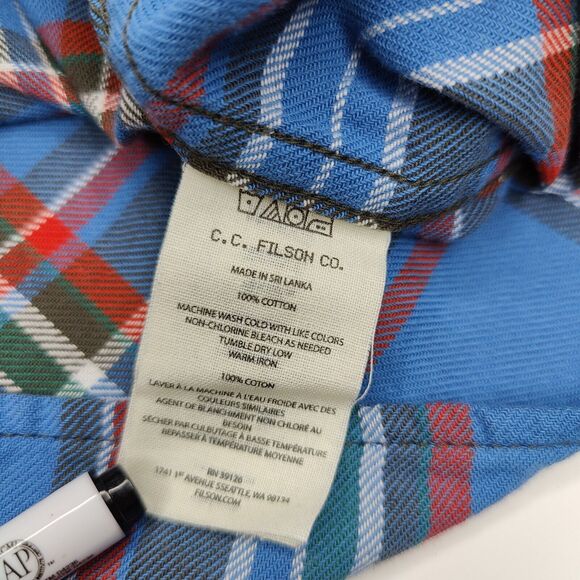 C.C. FILSON CO.
MADE IN SRI LANKA
100% COTTON
MACHINE WASH COLD WITH LIKE COLORS
NON-CHLORINE BLEACH AS NEEDED
TUMBLE DRY LOW
WARM IRON
100% COTON
LAVER À LA MACHINE À L'EAU FROIDE AVEC DES
COULEURS SIMILAIRES
AGENT DE BLANCHIMENT NON CHLORÉ AU
BESOIN
SÉCHER PAR CULBUTAGE À BASSE TEMPÉRATURE
REPASSER À TEMPÉRATURE MOYENNE
RN 39126
1741 1ST AVENUE SSEATTLE, WA 98134
FILSON.COM
AP